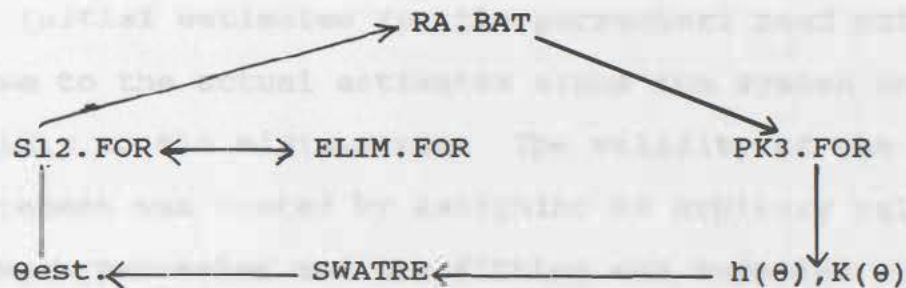 RA.BAT
S12.FOR ELIM.FOR PK3.FOR
θest. SWATRE h(θ),K(θ)